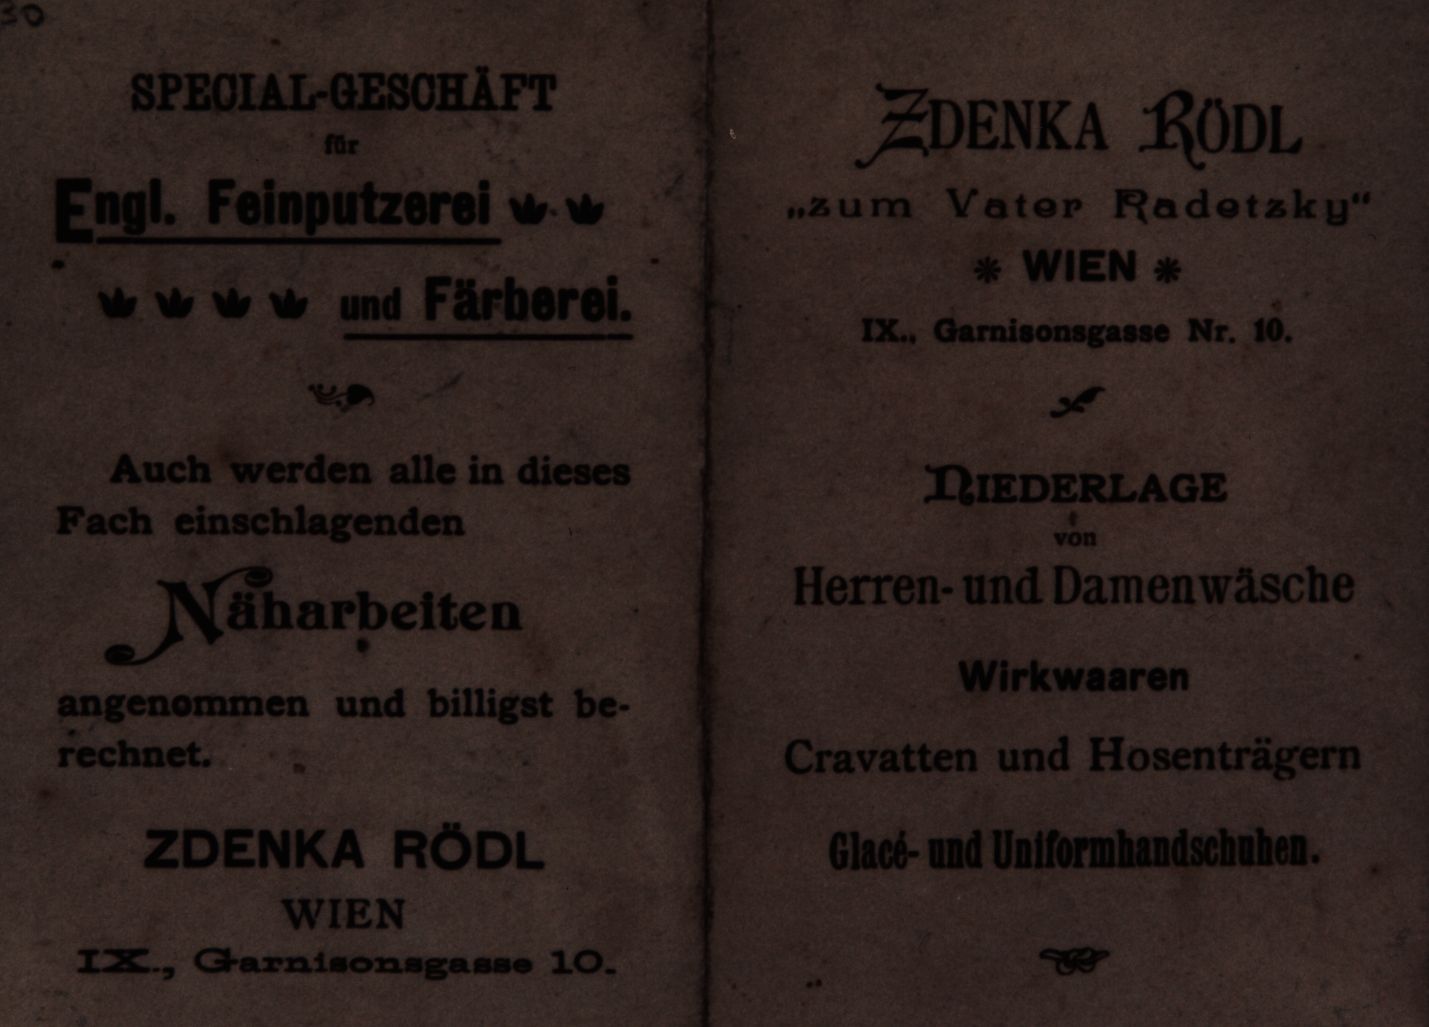 30
SPECIAL-GESCHÄFT
für
Engl. Feinputzerei
und Färberei.
Auch werden alle in dieses
Fach einschlagenden
Näharbeiten
angenommen und billigst be-
rechnet.
ZDENKA RÖDL
WIEN
IX., Garnisonsgasse 10.
ZDENKA RÖDL
„zum Vater Radetzky“
WIEN
IX., Garnisonsgasse Nr. 10.
NIEDERLAGE
von
Herren- und Damenwäsche
Wirkwaaren
Cravatten und Hosenträgern
Glacé- und Uniformhandschuhen.